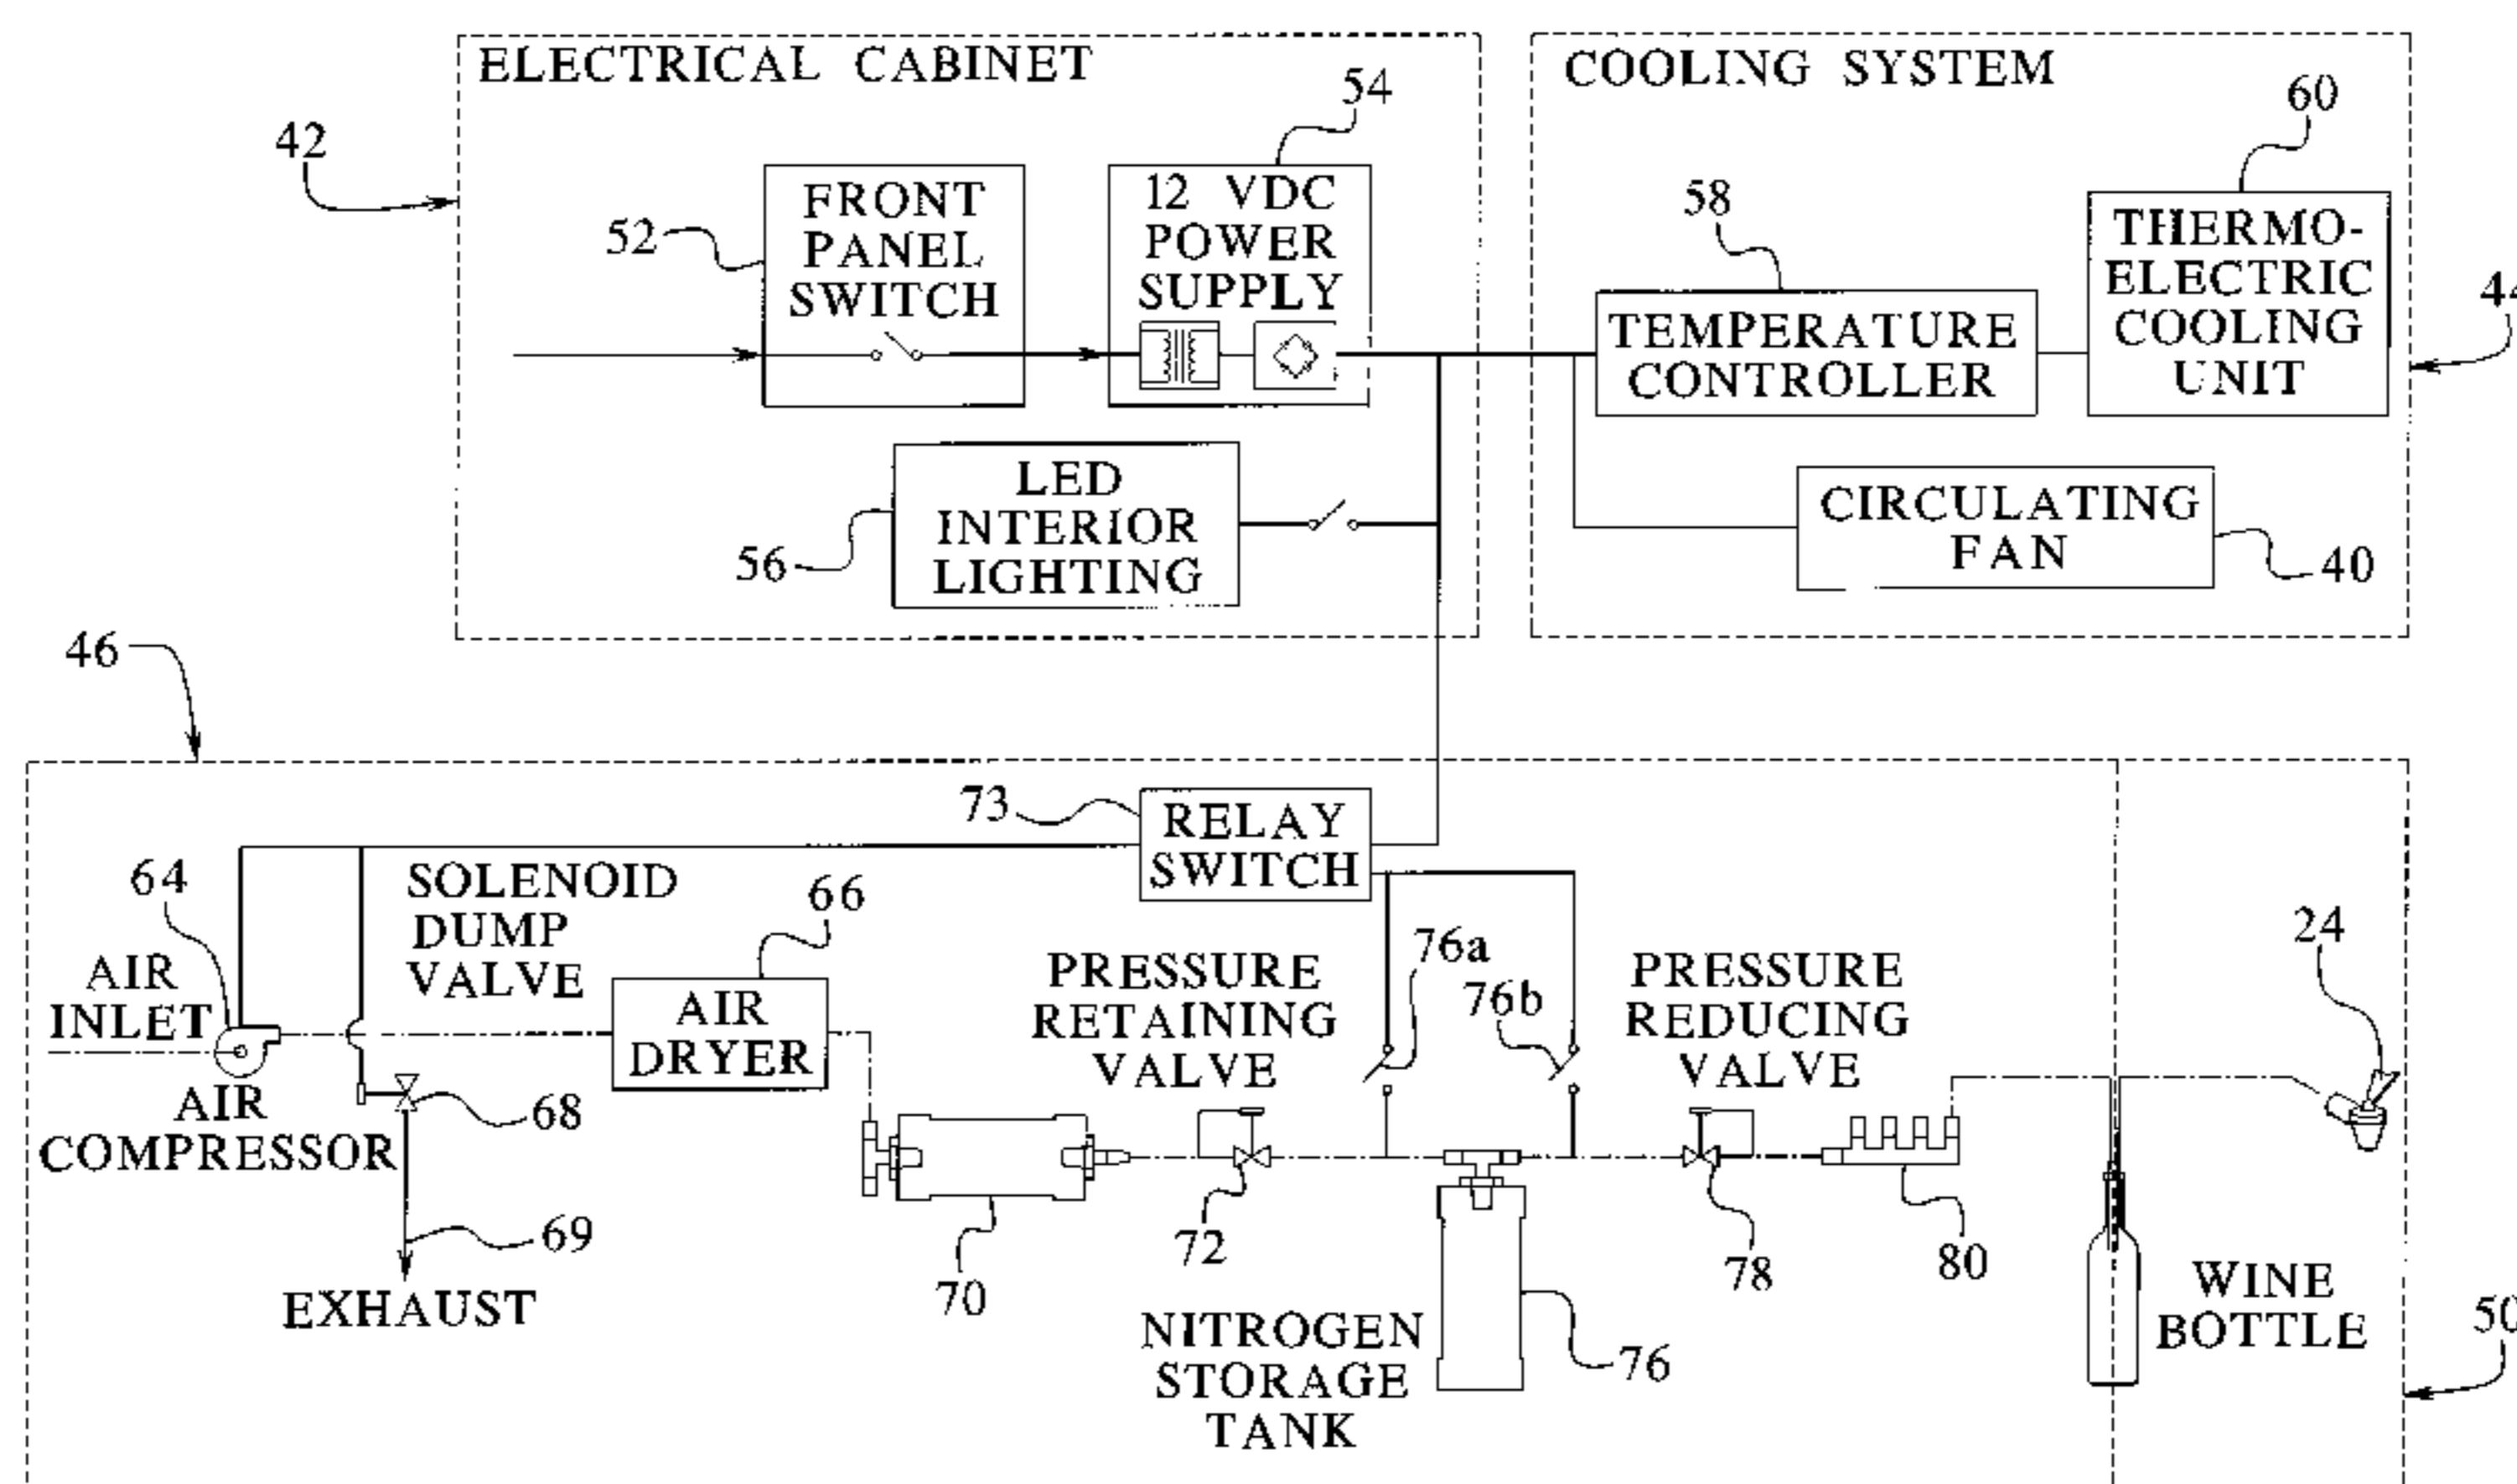 ELECTRICAL CABINET
COOLING SYSTEM
54
60
42
52
FRONT
PANEL
SWITCH
12 VDC
POWER
SUPPLY
58
THERMO-
ELECTRIC
COOLING
UNIT
44
TEMPERATURE
CONTROLLER
LED
INTERIOR
LIGHTING
56
CIRCULATING
FAN
40
46
73
RELAY
SWITCH
64
SOLENOID
DUMP
VALVE
66
AIR
INLET
AIR
DRYER
PRESSURE
RETAINING
VALVE
76a
76b
PRESSURE
REDUCING
VALVE
24
AIR
COMPRESSOR
68
69
EXHAUST
70
72
78
80
NITROGEN
STORAGE
TANK
76
WINE
BOTTLE
50